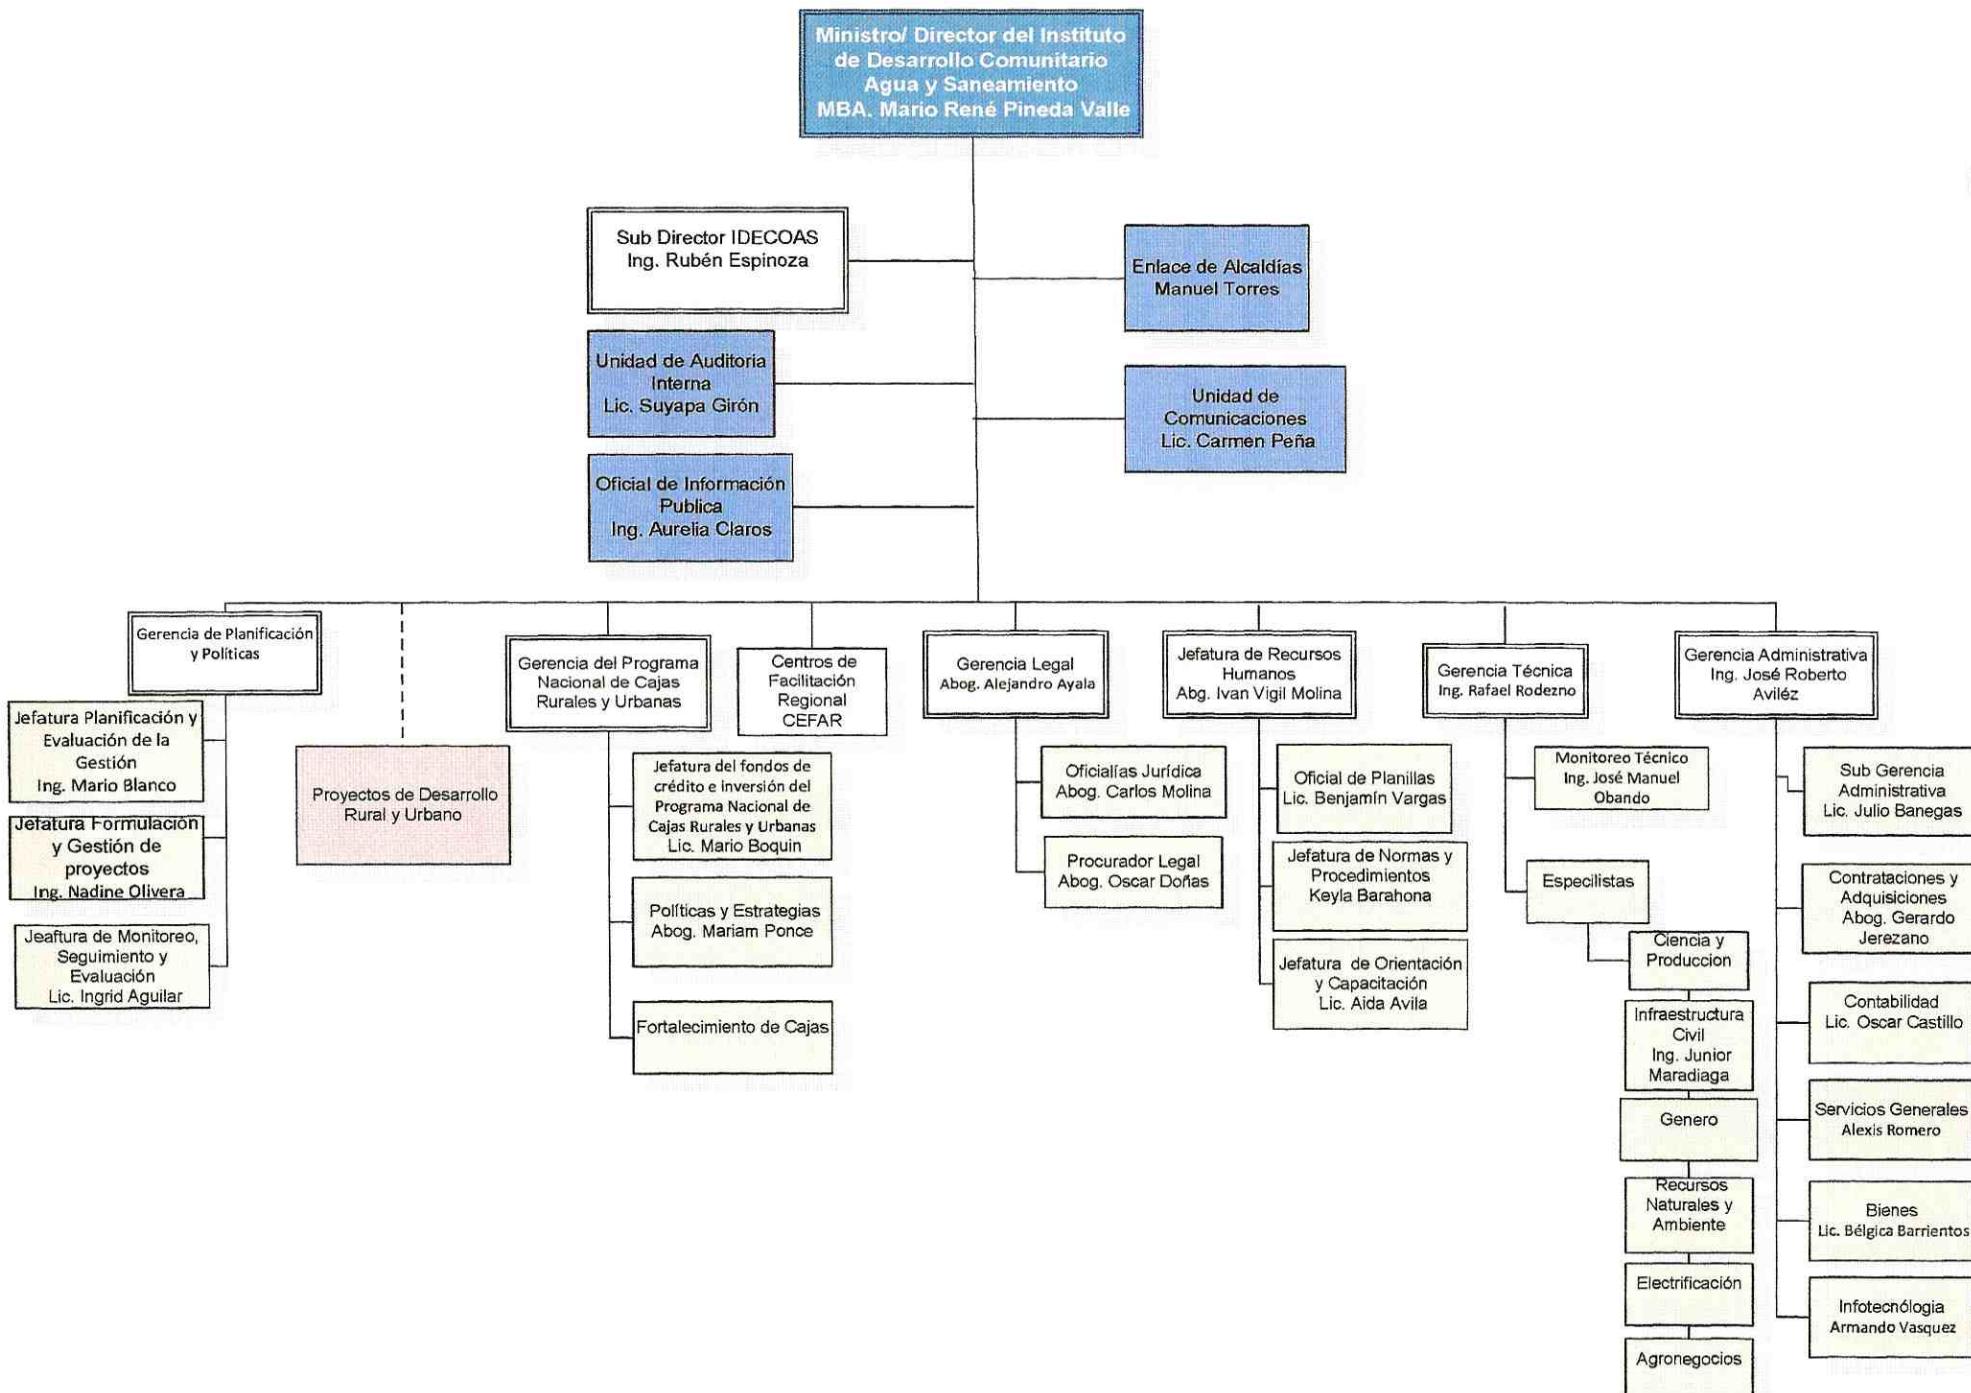 Ministro/ Director del Instituto
de Desarrollo Comunitario
Agua y Saneamiento
MBA. Mario René Pineda Valle
Sub Director IDECOAS
Ing. Rubén Espinoza
Enlace de Alcaldías
Manuel Torres
Unidad de Auditoria
Interna
Lic. Suyapa Girón
Unidad de
Comunicaciones
Lic. Carmen Peña
Oficial de Información
Publica
Ing. Aurelia Claros
Gerencia de Planificación
y Políticas
Jefatura Planificación y
Evaluación de la
Gestión
Ing. Mario Blanco
Jefatura Formulación
y Gestión de
proyectos
Ing. Nadine Olivera
Jeaftura de Monitoreo,
Seguimiento y
Evaluación
Lic. Ingrid Aguilar
Proyectos de Desarrollo
Rural y Urbano
Gerencia del Programa
Nacional de Cajas
Rurales y Urbanas
Jefatura del fondos de
crédito e inversión del
Programa Nacional de
Cajas Rurales y Urbanas
Lic. Mario Boquin
Políticas y Estrategias
Abog. Mariam Ponce
Fortalecimiento de Cajas
Centros de
Facilitación
Regional
CEFAR
Gerencia Legal
Abog. Alejandro Ayala
Oficialías Jurídica
Abog. Carlos Molina
Procurador Legal
Abog. Oscar Doñas
Jefatura de Recursos
Humanos
Abg. Ivan Vigil Molina
Oficial de Planillas
Lic. Benjamín Vargas
Jefatura de Normas y
Procedimientos
Keyla Barahona
Jefatura de Orientación
y Capacitación
Lic. Aida Avila
Gerencia Técnica
Ing. Rafael Rodezno
Monitoreo Técnico
Ing. José Manuel
Obando
Especilistas
Ciencia y
Produccion
Infraestructura
Civil
Ing. Junior
Maradiaga
Genero
Recursos
Naturales y
Ambiente
Electrificación
Agronegocios
Gerencia Administrativa
Ing. José Roberto
Aviléz
Sub Gerencia
Administrativa
Lic. Julio Banegas
Contrataciones y
Adquisiciones
Abog. Gerardo
Jerezano
Contabilidad
Lic. Oscar Castillo
Servicios Generales
Alexis Romero
Bienes
Lic. Bélgica Barrientos
Infotecnólogia
Armando Vasquez